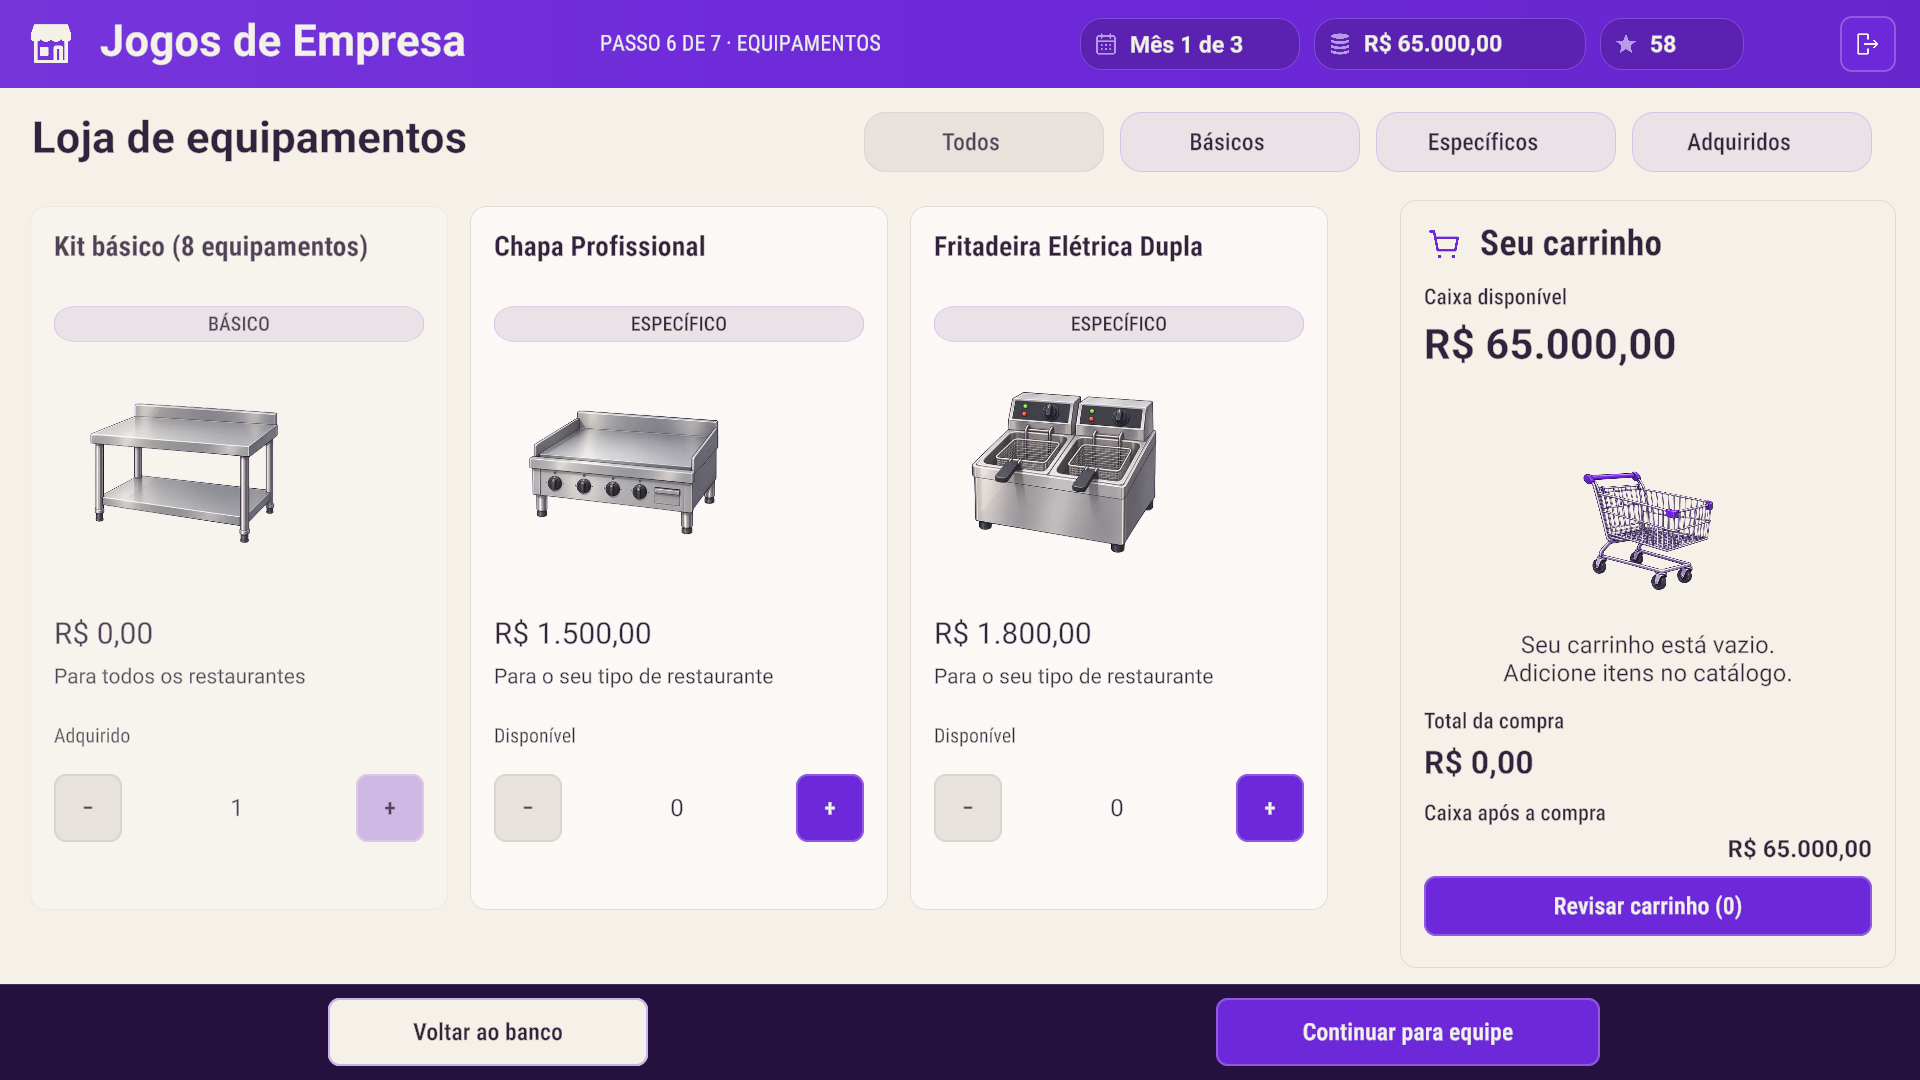 Jogos de Empresa
PASSO 6 DE 7 · EQUIPAMENTOS
Mês 1 de 3
R$ 65.000,00
58
Loja de equipamentos
Todos
Básicos
Específicos
Adquiridos
Kit básico (8 equipamentos)
BÁSICO
R$ 0,00
Para todos os restaurantes
Adquirido
-
1
+
Chapa Profissional
ESPECÍFICO
R$ 1.500,00
Para o seu tipo de restaurante
Disponível
-
0
+
Fritadeira Elétrica Dupla
ESPECÍFICO
R$ 1.800,00
Para o seu tipo de restaurante
Disponível
-
0
+
Seu carrinho
Caixa disponível
R$ 65.000,00
Seu carrinho está vazio.
Adicione itens no catálogo.
Total da compra
R$ 0,00
Caixa após a compra
R$ 65.000,00
Revisar carrinho (0)
Voltar ao banco
Continuar para equipe